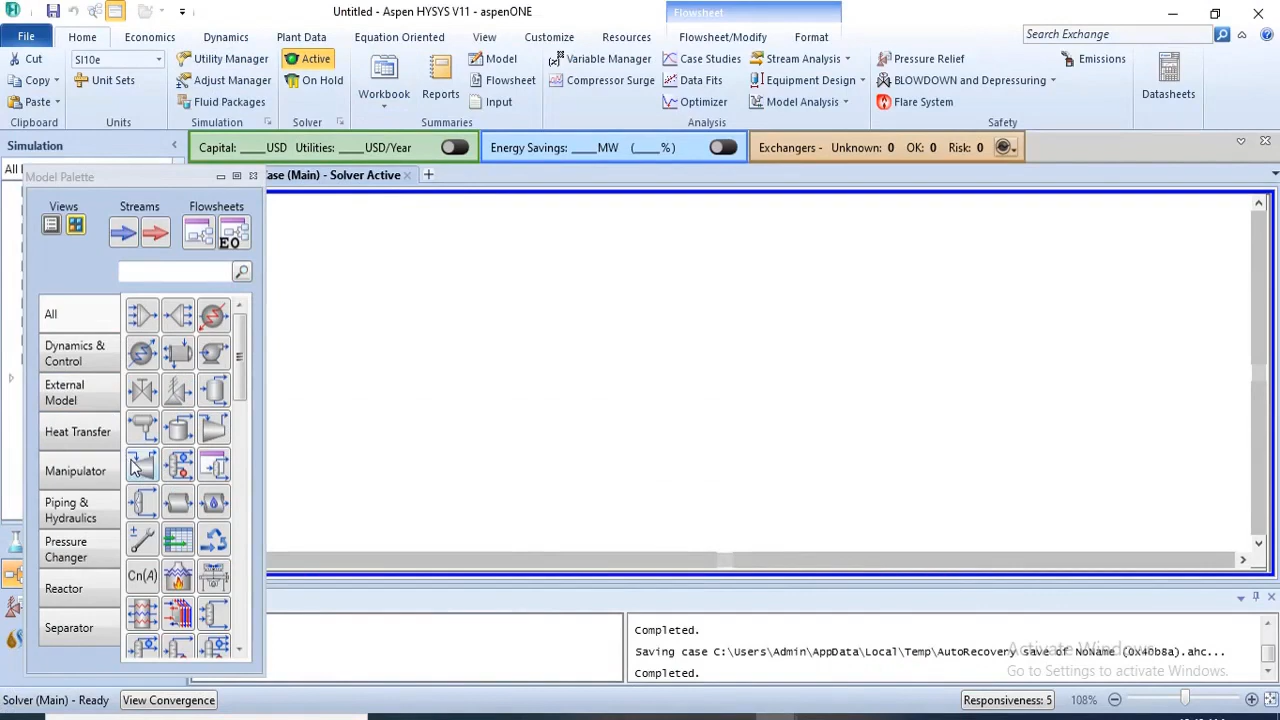 Untitled - Aspen HYSYS V11 - aspenONE
Flowsheet
File
Home
Economics
Dynamics
Plant Data
Equation Oriented
View
Customize
Resources
Flowsheet/Modify
Format
Search Exchange
Cut
SI10e
Utility Manager
Active
Model
Variable Manager
Case Studies
Stream Analysis
Pressure Relief
Emissions
Copy
Unit Sets
Adjust Manager
On Hold
Flowsheet
Compressor Surge
Data Fits
Equipment Design
BLOWDOWN and Depressuring
Workbook
Reports
Datasheets
Paste
Fluid Packages
Input
Optimizer
Model Analysis
Flare System
Clipboard
Units
Simulation
Solver
Summaries
Analysis
Safety
Simulation
Capital: ____USD Utilities: ____USD/Year
Energy Savings: ____MW (____%)
Exchangers - Unknown: 0 OK: 0 Risk: 0
All
Model Palette
ase (Main) - Solver Active
Views
Streams
Flowsheets
EO
All
Dynamics & Control
External Model
Heat Transfer
Manipulator
Piping & Hydraulics
Pressure Changer
Reactor
Separator
Cn(A)
Completed.
Saving case C:\Users\Admin\AppData\Local\Temp\AutoRecovery save of NoName (0x40b8a).ahc...
Completed.
Activate Windows
Go to Settings to activate Windows.
Solver (Main) - Ready
View Convergence
Responsiveness: 5
108%